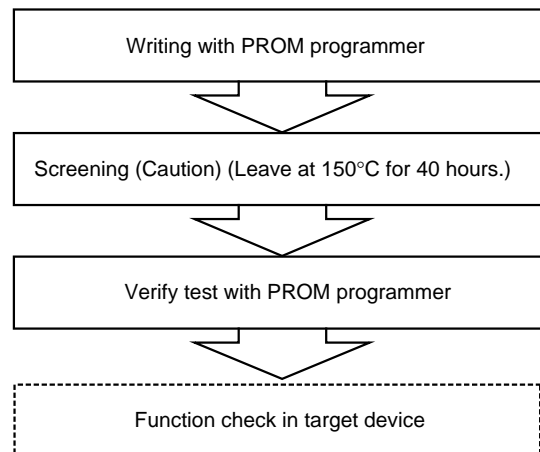 Writing with PROM programmer
Screening (Caution) (Leave at 150°C for 40 hours.)
Verify test with PROM programmer
Function check in target device